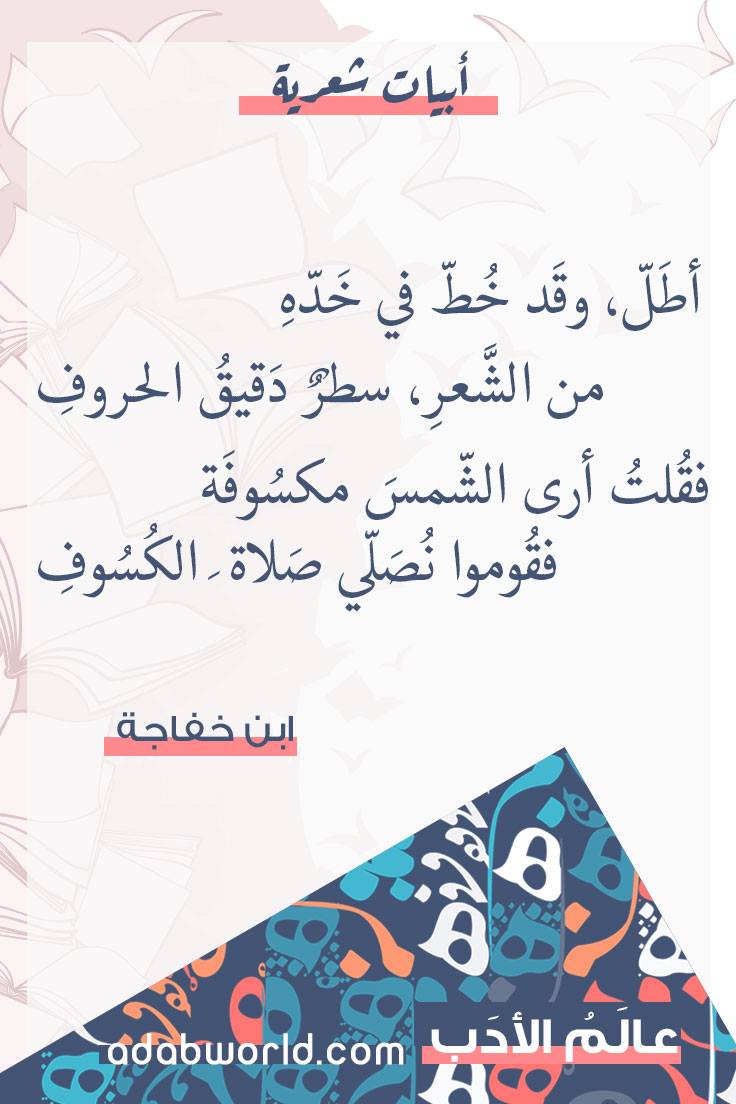 أبيات شعرية
أطَلّ، وقَد خُطّ في خَدّهِ
من الشَّعرِ، سطرٌ دَقيقُ الحروفِ
فقُلتُ أرى الشّمسَ مكسُوفَة
فقُوموا نُصَلّي صَلاة ِ الكُسُوفِ
ابن خفاجة
عالَمُ الأدَب
adabworld.com